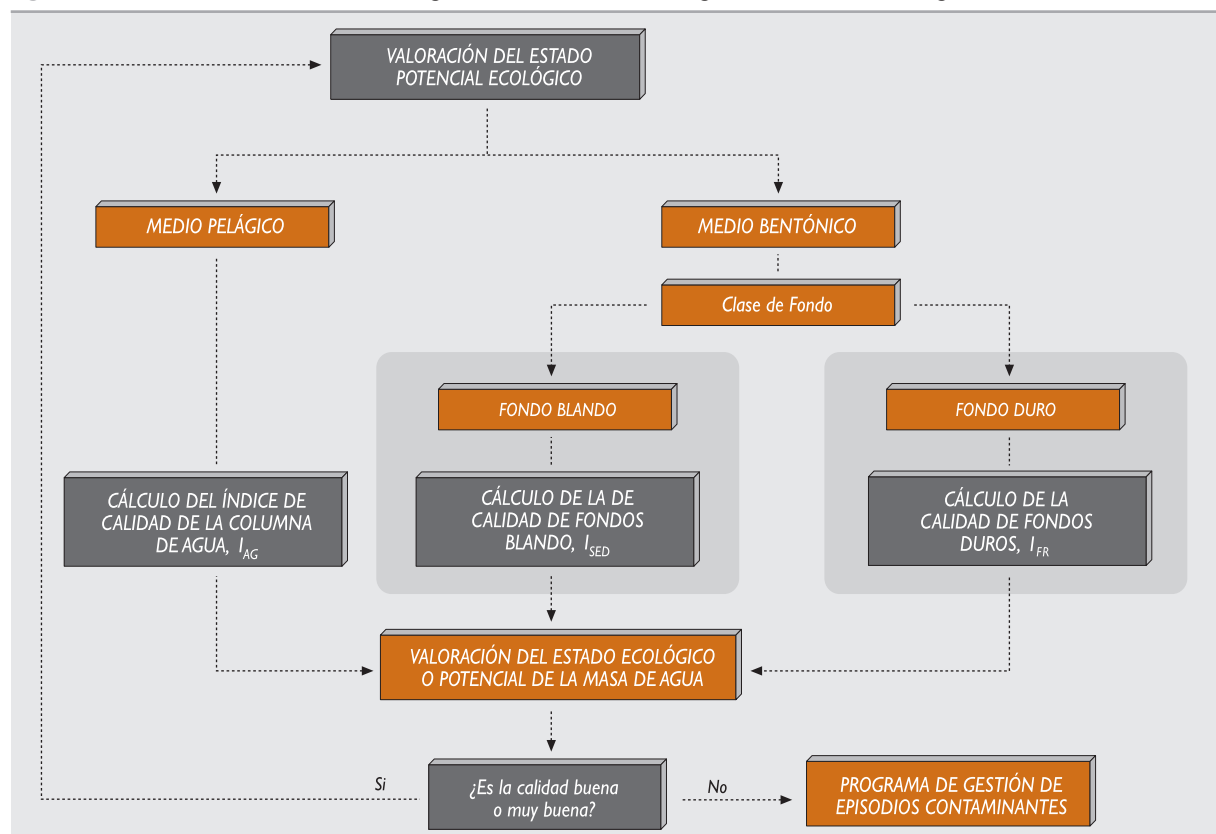 VALORACIÓN DEL ESTADO
POTENCIAL ECOLÓGICO
MEDIO PELÁGICO
MEDIO BENTÓNICO
Clase de Fondo
FONDO BLANDO
FONDO DURO
CÁLCULO DEL ÍNDICE DE
CALIDAD DE LA COLUMNA
DE AGUA, I_AG
CÁLCULO DE LA DE
CALIDAD DE FONDOS
BLANDO, I_SED
CÁLCULO DE LA
CALIDAD DE FONDOS
DUROS, I_FR
VALORACIÓN DEL ESTADO ECOLÓGICO
O POTENCIAL DE LA MASA DE AGUA
Si
¿Es la calidad buena
o muy buena?
No
PROGRAMA DE GESTIÓN DE
EPISODIOS CONTAMINANTES